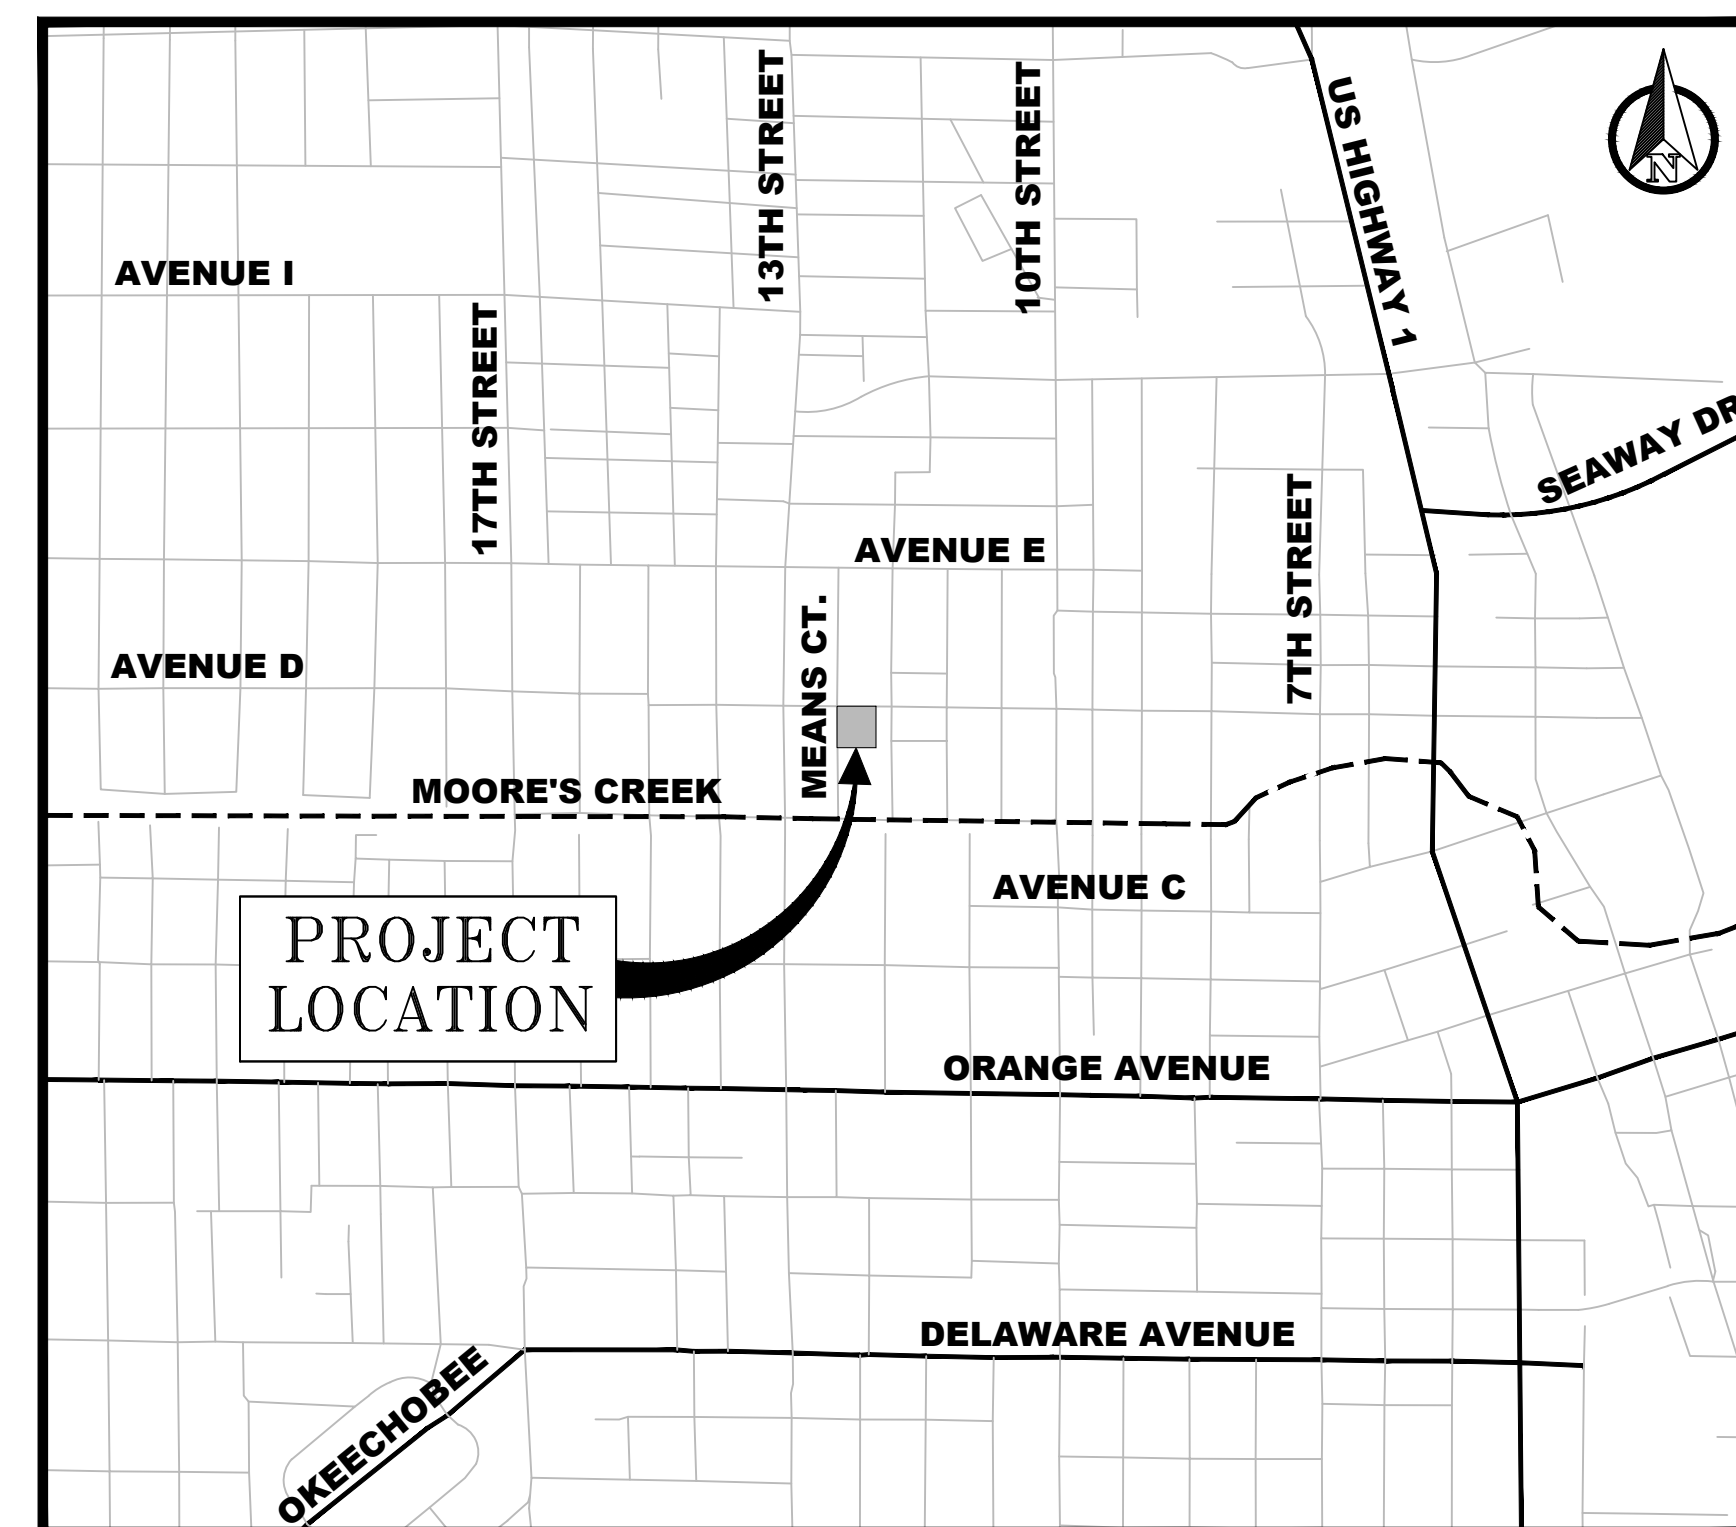 13TH STREET
10TH STREET
US HIGHWAY 1
N
AVENUE I
17TH STREET
SEAWAY DR
7TH STREET
AVENUE E
MEANS CT.
AVENUE D
MOORE'S CREEK
AVENUE C
PROJECT
LOCATION
ORANGE AVENUE
DELAWARE AVENUE
OKEECHOBEE